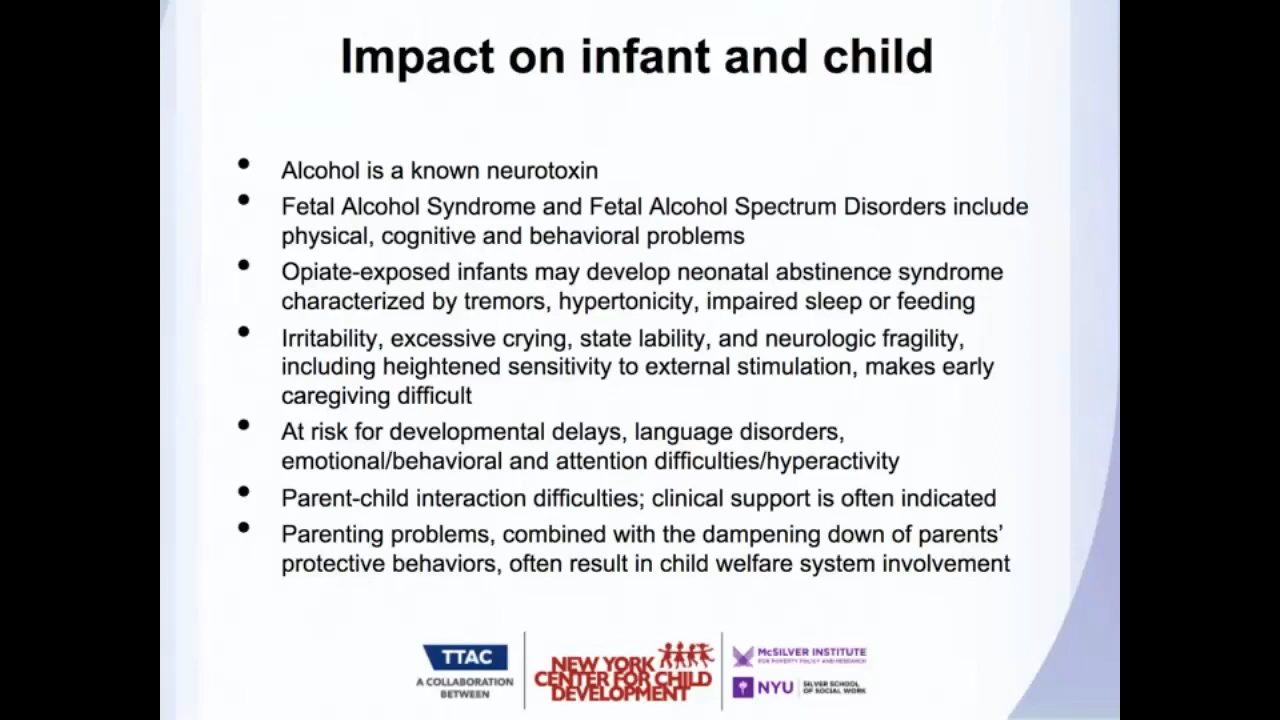 Impact on infant and child
• Alcohol is a known neurotoxin
• Fetal Alcohol Syndrome and Fetal Alcohol Spectrum Disorders include
physical, cognitive and behavioral problems
• Opiate-exposed infants may develop neonatal abstinence syndrome
characterized by tremors, hypertonicity, impaired sleep or feeding
• Irritability, excessive crying, state lability, and neurologic fragility,
including heightened sensitivity to external stimulation, makes early
caregiving difficult
• At risk for developmental delays, language disorders,
emotional/behavioral and attention difficulties/hyperactivity
• Parent-child interaction difficulties; clinical support is often indicated
• Parenting problems, combined with the dampening down of parents’
protective behaviors, often result in child welfare system involvement
TTAC
A COLLABORATION
BETWEEN
NEW YORK
CENTER FOR CHILD
DEVELOPMENT
McSILVER INSTITUTE
FOR POVERTY POLICY AND RESEARCH
NYU
SILVER SCHOOL
OF SOCIAL WORK